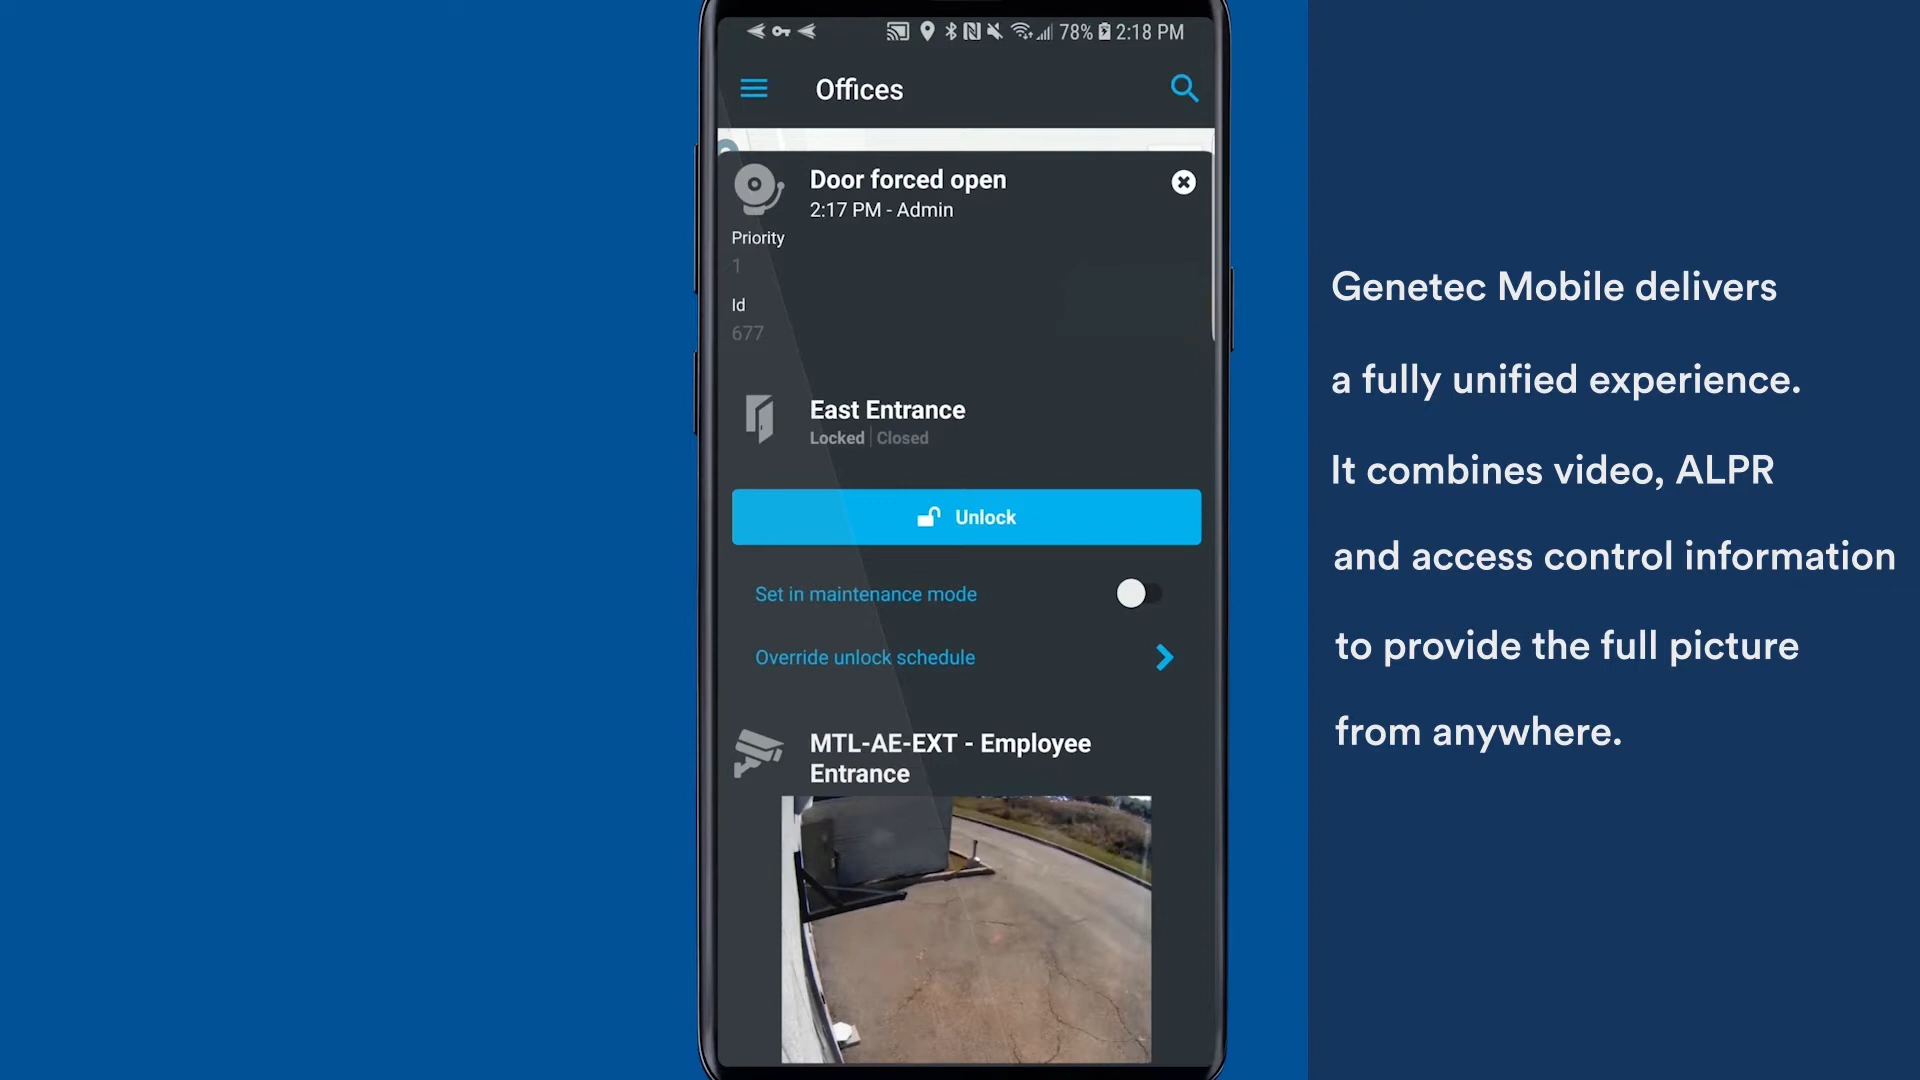 78% 2:18 PM
Offices
Door forced open
2:17 PM - Admin
Priority
1
Id
677
East Entrance
Locked Closed
Unlock
Set in maintenance mode
Override unlock schedule
MTL-AE-EXT - Employee
Entrance
Genetec Mobile delivers
a fully unified experience.
It combines video, ALPR
and access control information
to provide the full picture
from anywhere.